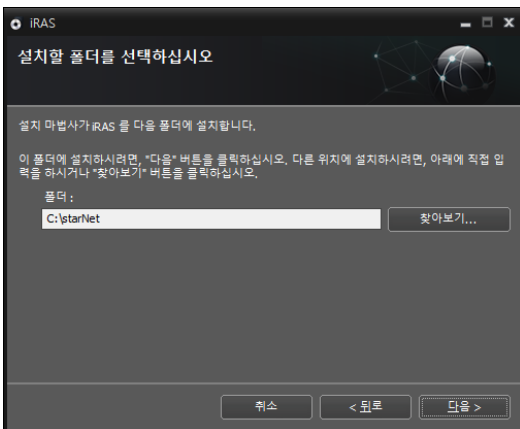 iRAS
설치할 폴더를 선택하십시오
설치 마법사가 iRAS 를 다음 폴더에 설치합니다.
이 폴더에 설치하시려면, "다음" 버튼을 클릭하십시오. 다른 위치에 설치하시려면, 아래에 직접 입
력을 하시거나 "찾아보기" 버튼을 클릭하십시오.
폴더 :
C:\starNet
찾아보기...
취소
< 뒤로
다음 >